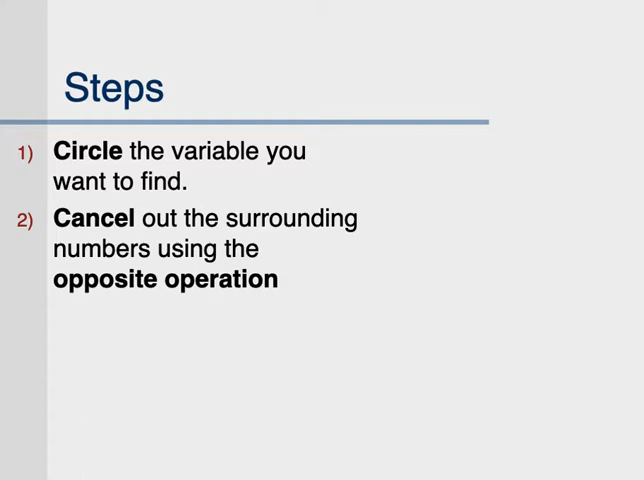 Steps
1) Circle the variable you
want to find.
2) Cancel out the surrounding
numbers using the
opposite operation